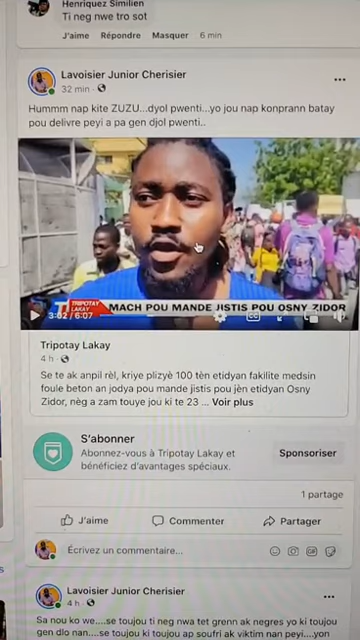 Henriquez Similien
Ti neg nwe tro sot
J'aime Répondre Masquer 6 min
Lavoisier Junior Cherisier
32 min
Hummm nap kite ZUZU...dyol pwenti...yo jou nap konprann batay
pou delivre peyi a pa gen djol pwenti..
TRIPOTAY
LAKAY
MACH POU MANDE JISTIS POU OSNY ZIDOR
3:02 / 6:07
Tripotay Lakay
4 h
Se te ak anpil rèl, kriye plizyè 100 tèn etidyan fakilite medsin
foule beton an jodya pou mande jistis pou jèn etidyan Osny
Zidor, nèg a zam touye jou ki te 23 ... Voir plus
S'abonner
Abonnez-vous à Tripotay Lakay et
bénéficiez d'avantages spéciaux.
Sponsoriser
1 partage
J'aime Commenter Partager
Écrivez un commentaire...
GIF
Lavoisier Junior Cherisier
4 h
Sa nou ko we....se toujou ti neg nwa tet grenn ak negres yo ki toujou
gen dlo nan....se toujou ki toujou ap soufri ak viktim nan peyi....yon